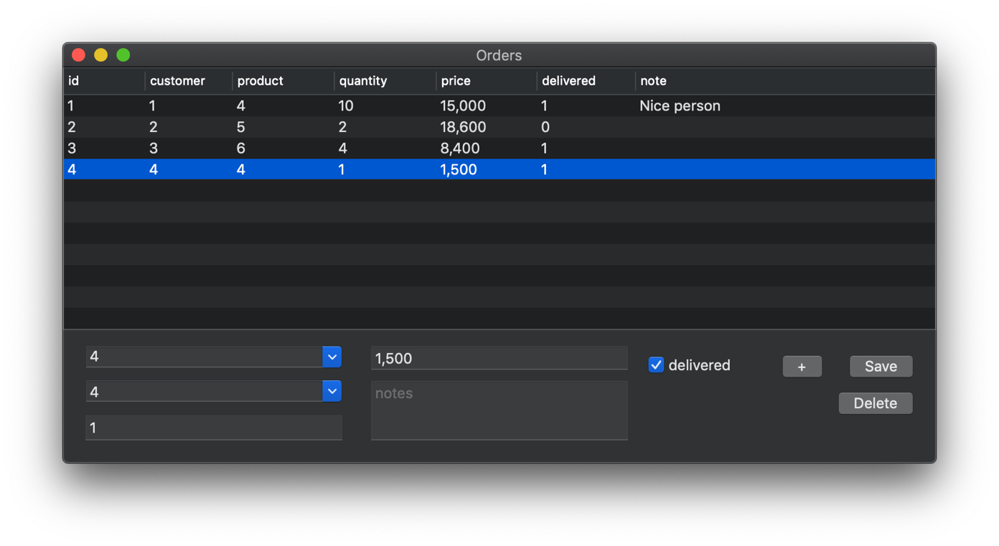 Orders
id customer product quantity price delivered note
1 1 4 10 15,000 1 Nice person
2 2 5 2 18,600 0
3 3 6 4 8,400 1
4 4 4 1 1,500 1
4 1,500 delivered + Save
4 notes Delete
1